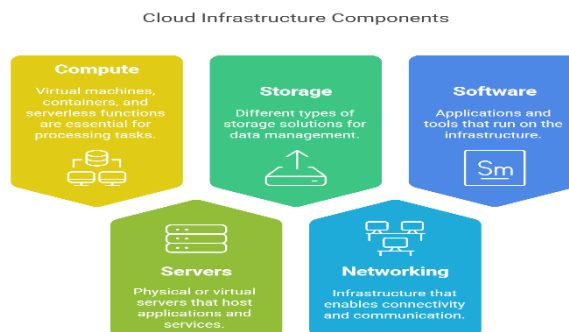 Cloud Infrastructure Components
Compute
Virtual machines,
containers, and
serverless functions
are essential for
processing tasks.
Storage
Different types of
storage solutions for
data management.
Software
Applications and
tools that run on the
infrastructure.
Sm
Servers
Physical or virtual
servers that host
applications and
services.
Networking
Infrastructure that
enables connectivity
and communication.